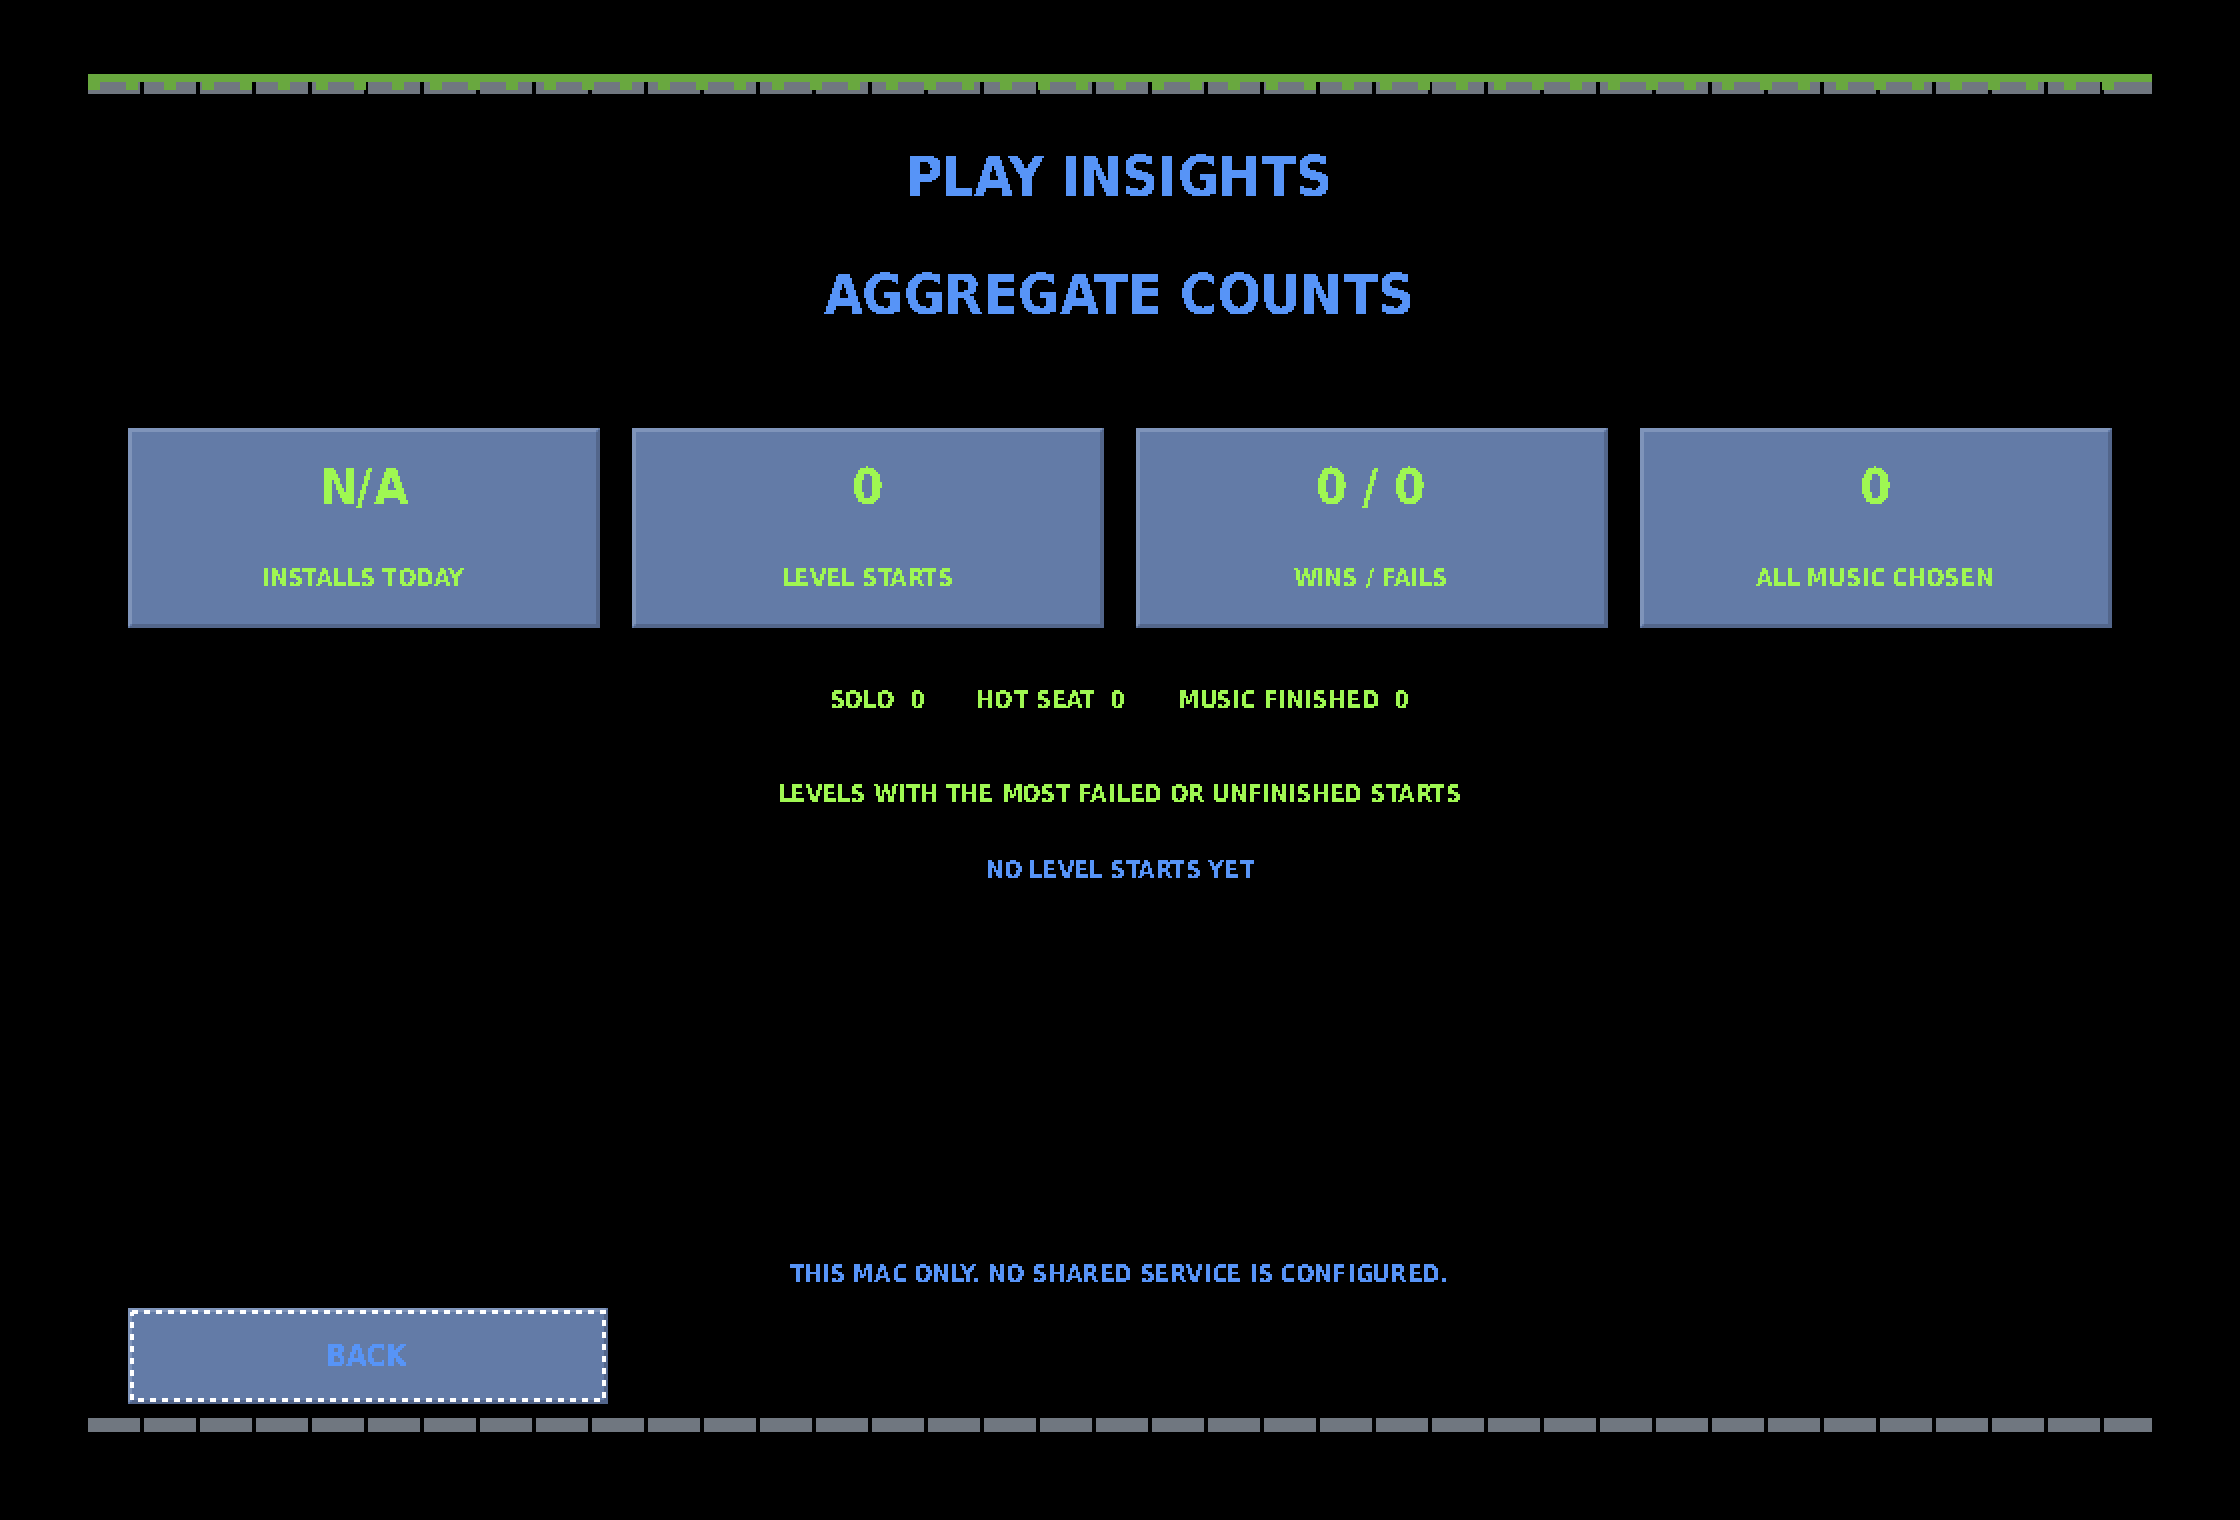 PLAY INSIGHTS
AGGREGATE COUNTS
N/A
INSTALLS TODAY
0
LEVEL STARTS
0 / 0
WINS / FAILS
0
ALL MUSIC CHOSEN
SOLO 0 HOT SEAT 0 MUSIC FINISHED 0
LEVELS WITH THE MOST FAILED OR UNFINISHED STARTS
NO LEVEL STARTS YET
THIS MAC ONLY. NO SHARED SERVICE IS CONFIGURED.
BACK